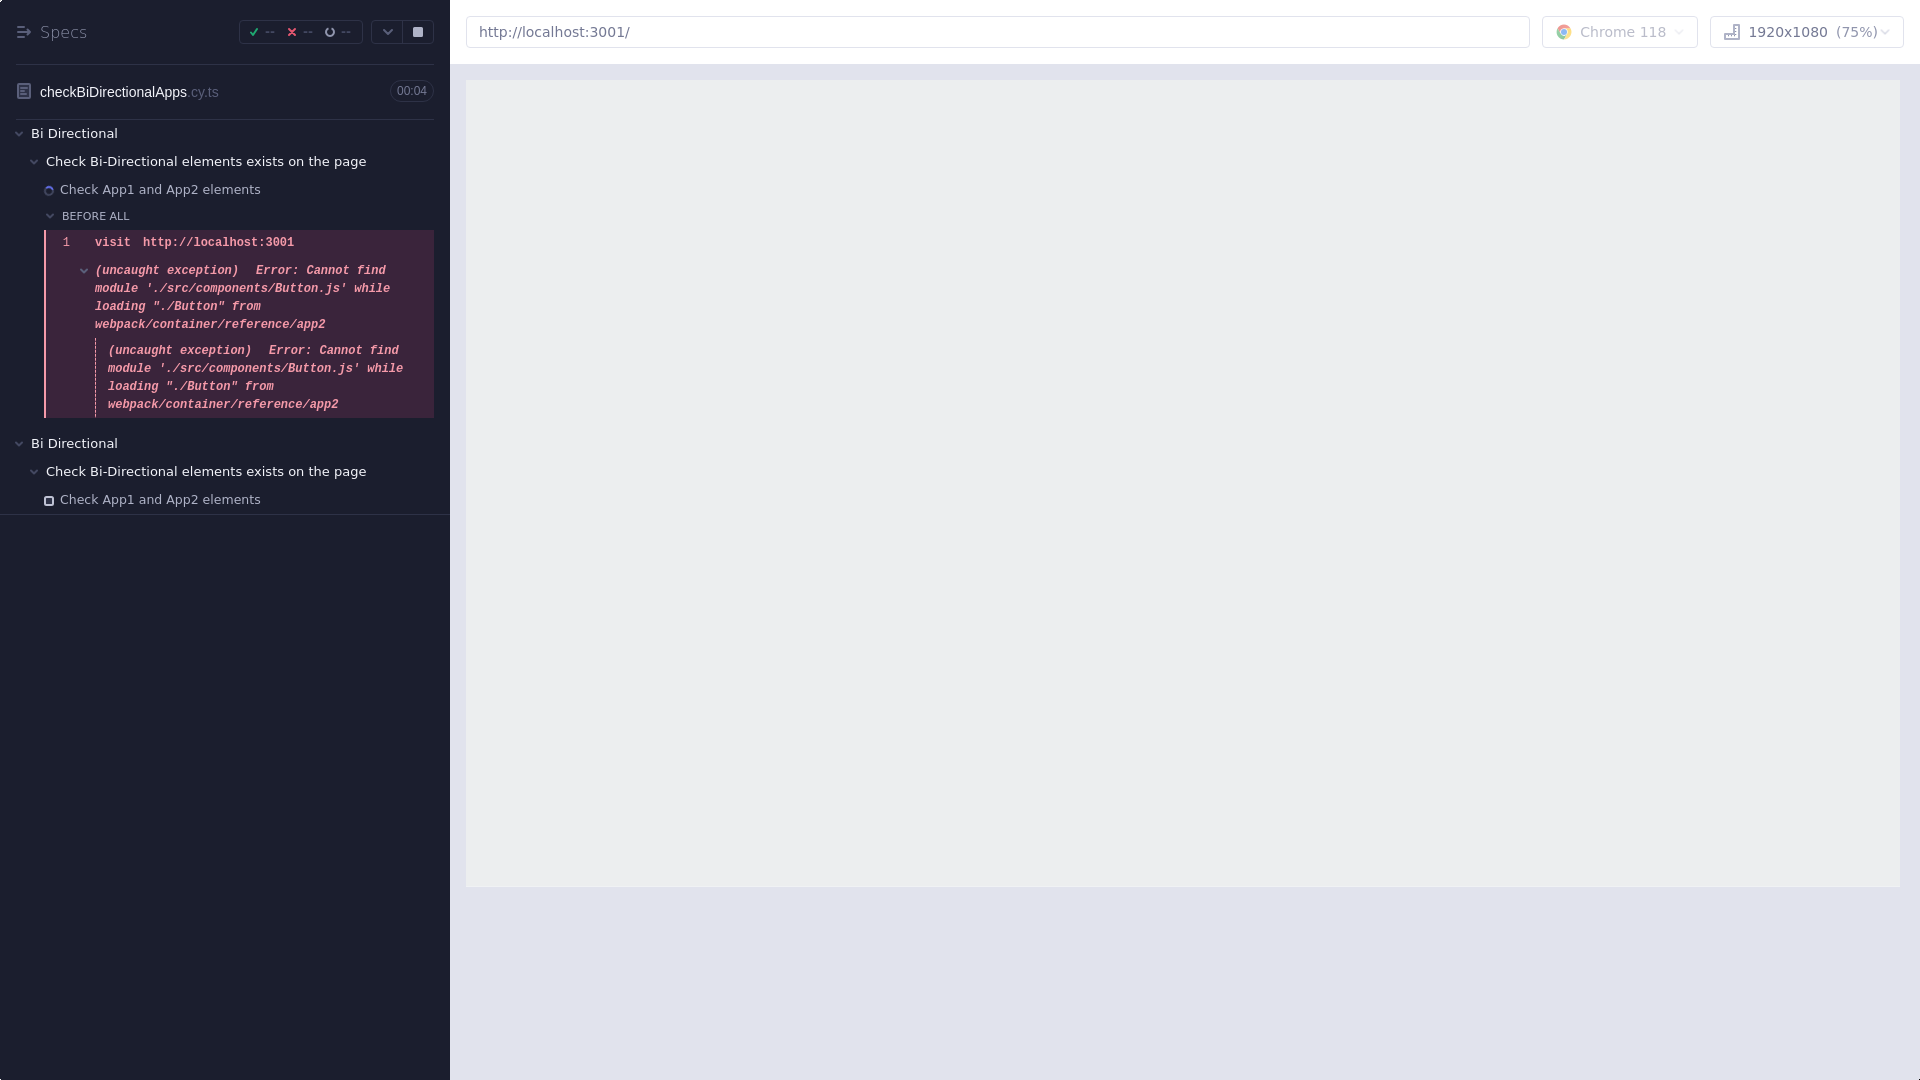 Specs
--
--
--
checkBiDirectionalApps.cy.ts
00:04
Bi Directional
Check Bi-Directional elements exists on the page
Check App1 and App2 elements
BEFORE ALL
1 visit http://localhost:3001
(uncaught exception) Error: Cannot find
module './src/components/Button.js' while
loading "./Button" from
webpack/container/reference/app2
(uncaught exception) Error: Cannot find
module './src/components/Button.js' while
loading "./Button" from
webpack/container/reference/app2
Bi Directional
Check Bi-Directional elements exists on the page
Check App1 and App2 elements
http://localhost:3001/
Chrome 118
1920x1080 (75%)